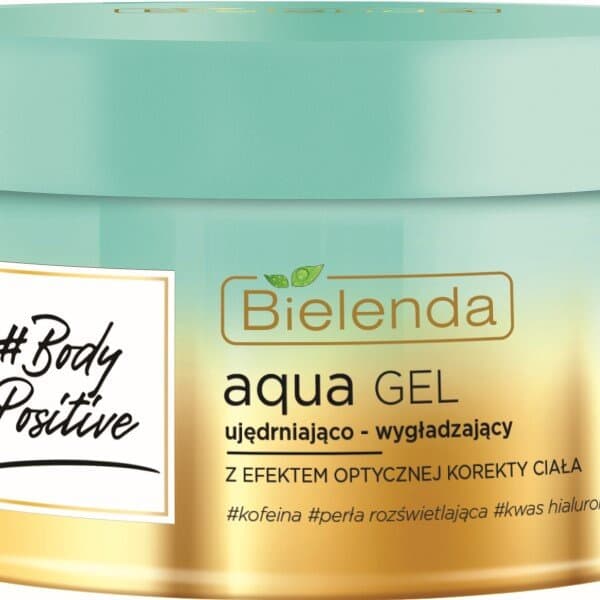 #Body
Positive
Bielenda
aqua GEL
ujędrniająco - wygładzający
Z EFEKTEM OPTYCZNEJ KOREKTY CIAŁA
#kofeina #perła rozświetlająca #kwas